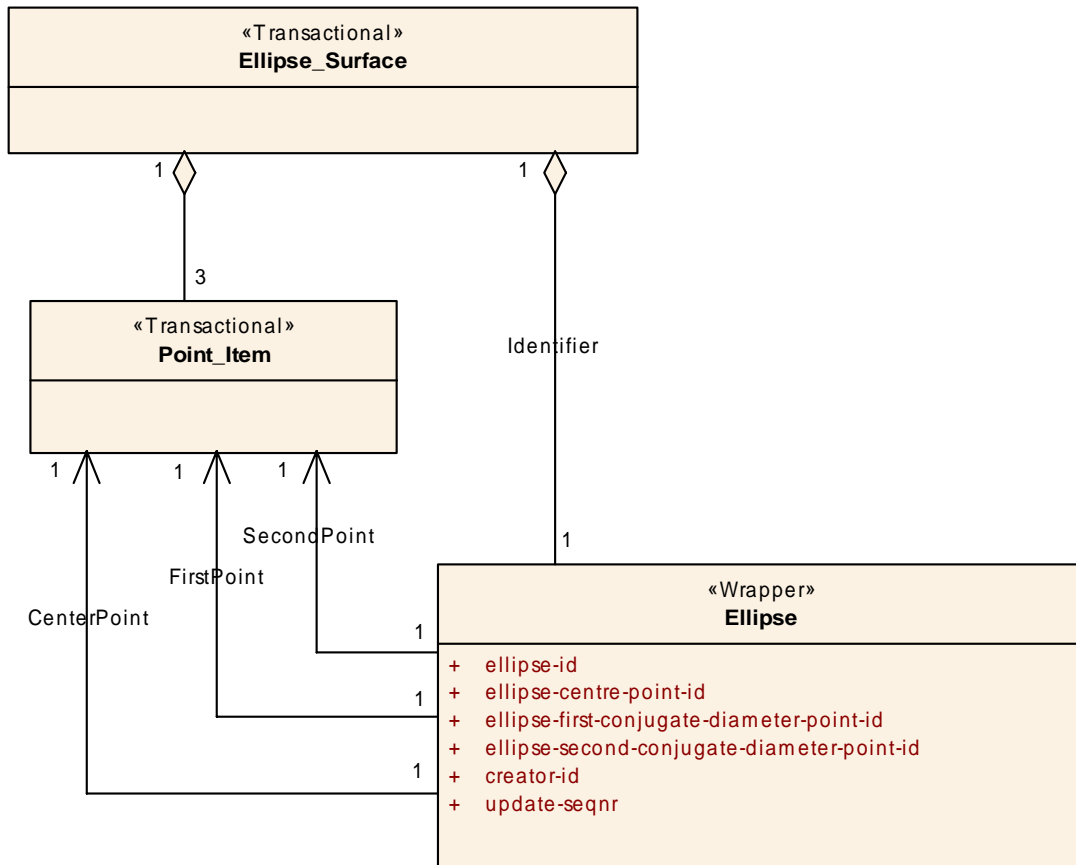 «Transactional»
Ellipse_Surface
1
1
3
«Transactional»
Point_Item
Identifier
1
1
1
SecondPoint
FirstPoint
CenterPoint
1
«Wrapper»
Ellipse
1
1
1
+ ellipse-id
+ ellipse-centre-point-id
+ ellipse-first-conjugate-diameter-point-id
+ ellipse-second-conjugate-diameter-point-id
+ creator-id
+ update-seqnr